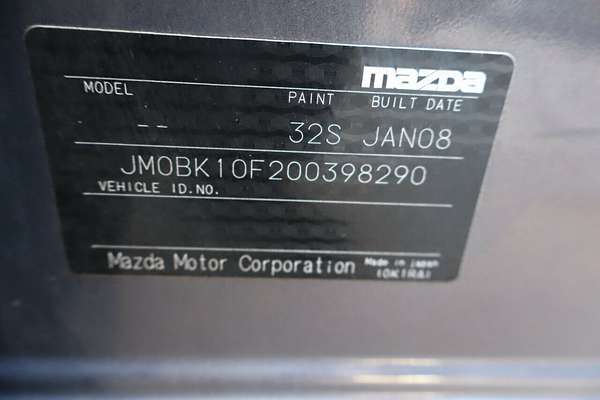 mazda
MODEL PAINT BUILT DATE
-- 32S JAN08
JM0BK10F200398290
VEHICLE ID.NO.
Mazda Motor Corporation Made in Japan